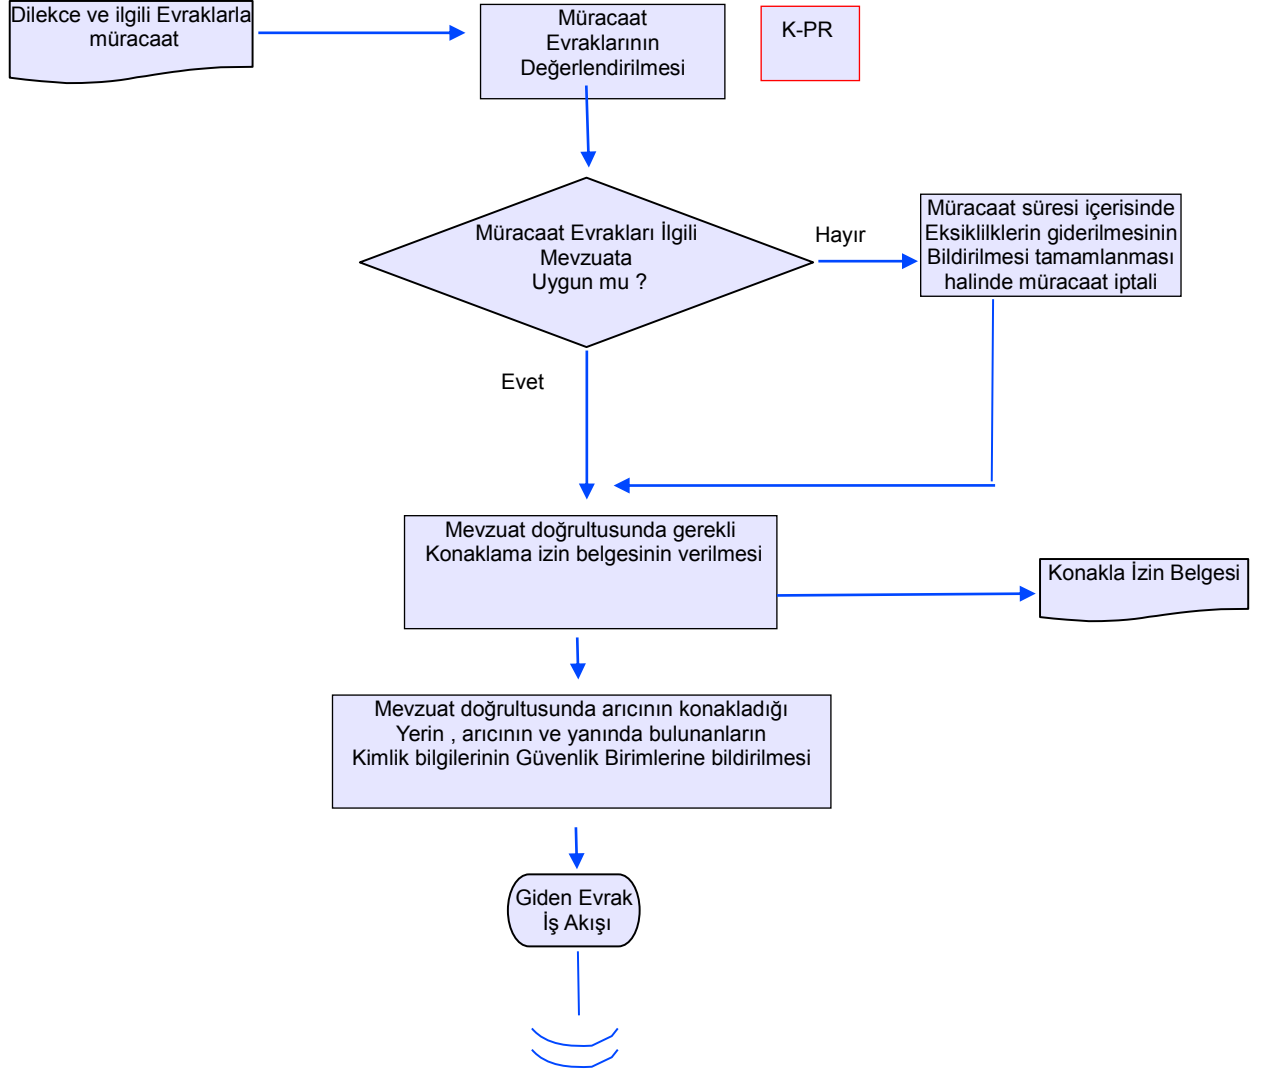 Dilekce ve ilgili Evraklarla
müracaat
Müracaat
Evraklarının
Değerlendirilmesi
K-PR
Müracaat Evrakları İlgili
Mevzuata
Uygun mu ?
Hayır
Müracaat süresi içerisinde
Eksiklilklerin giderilmesinin
Bildirilmesi tamamlanması
halinde müracaat iptali
Evet
Mevzuat doğrultusunda gerekli
Konaklama izin belgesinin verilmesi
Konakla İzin Belgesi
Mevzuat doğrultusunda arıcının konakladığı
Yerin , arıcının ve yanında bulunanların
Kimlik bilgilerinin Güvenlik Birimlerine bildirilmesi
Giden Evrak
İş Akışı